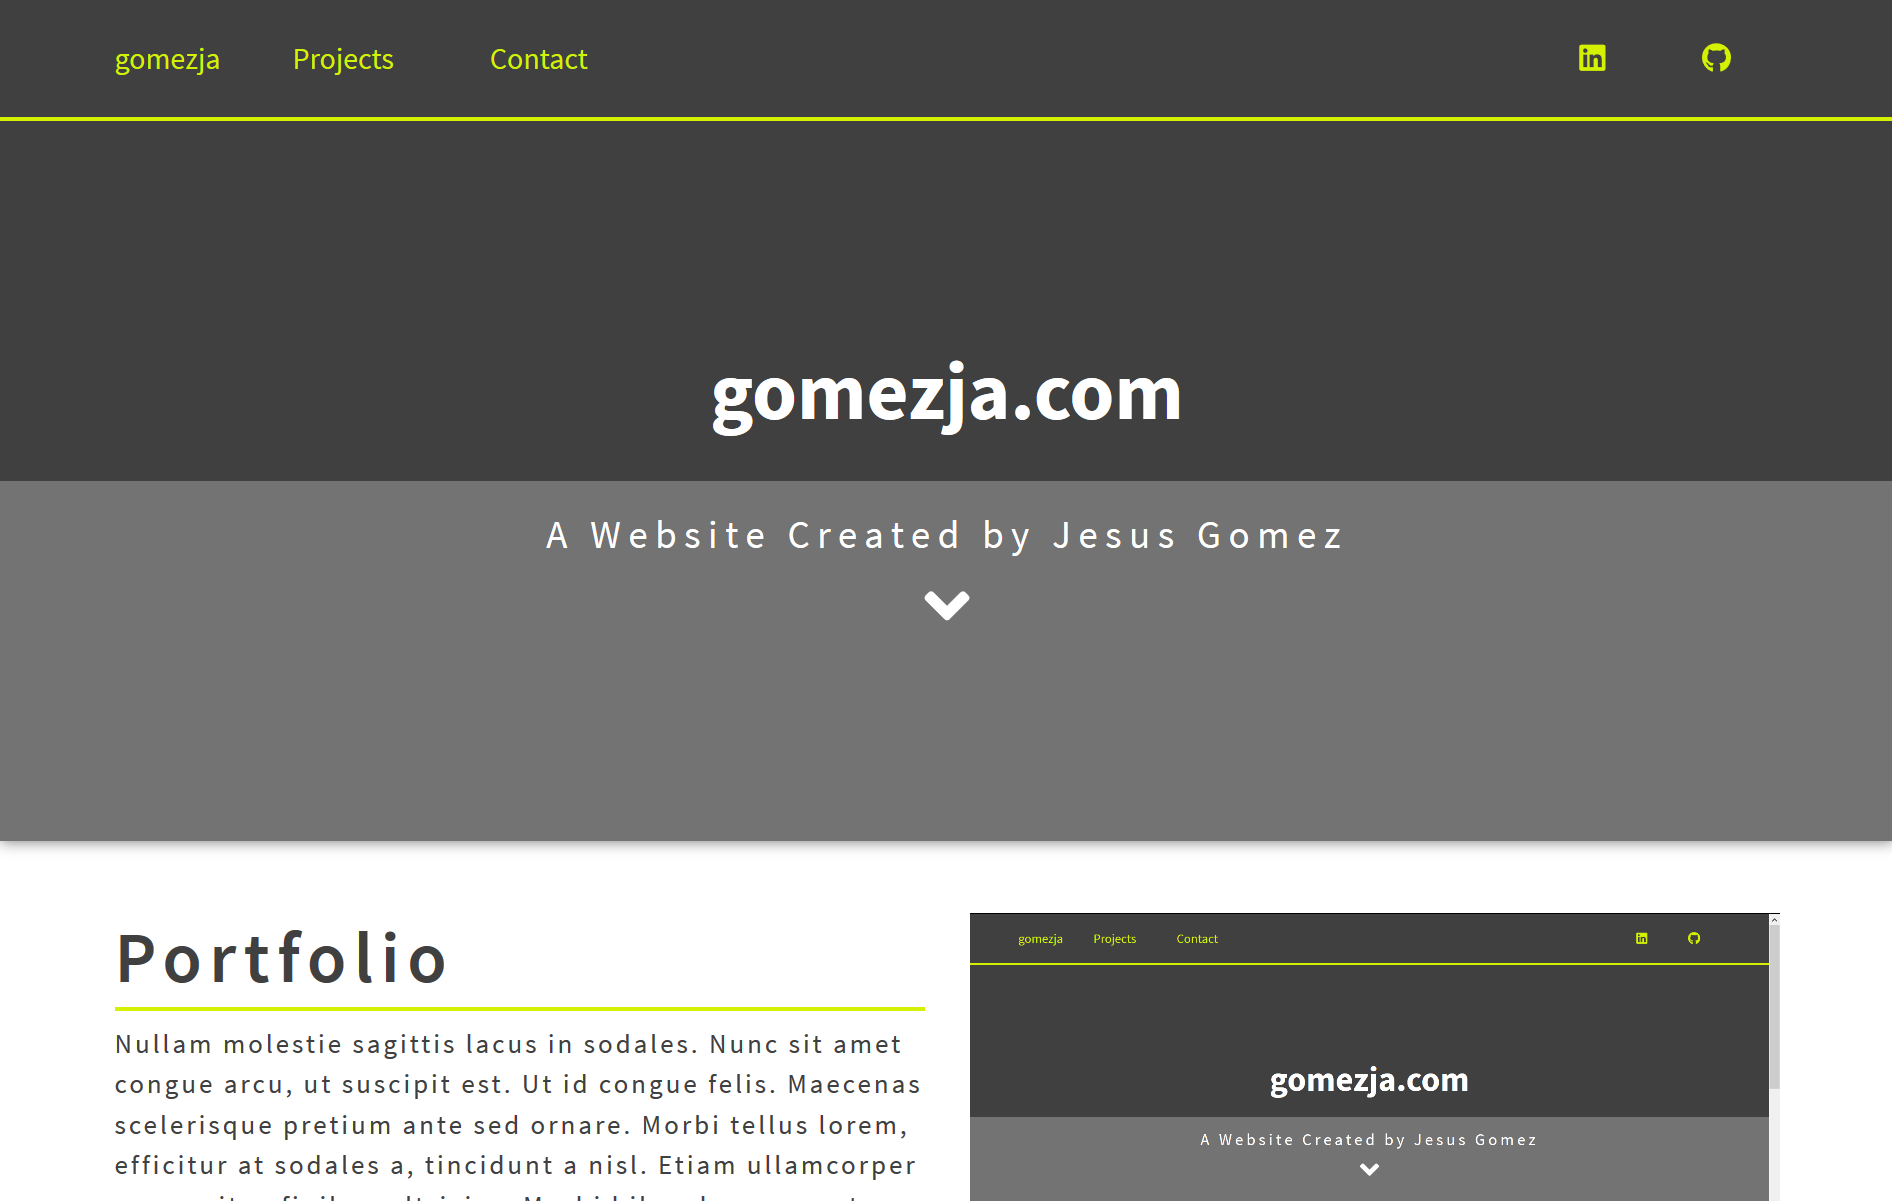 gomezja Projects Contact
gomezja.com
A Website Created by Jesus Gomez
Portfolio
Nullam molestie sagittis lacus in sodales. Nunc sit amet
congue arcu, ut suscipit est. Ut id congue felis. Maecenas
scelerisque pretium ante sed ornare. Morbi tellus lorem,
efficitur at sodales a, tincidunt a nisl. Etiam ullamcorper
gomezja Projects Contact
gomezja.com
A Website Created by Jesus Gomez